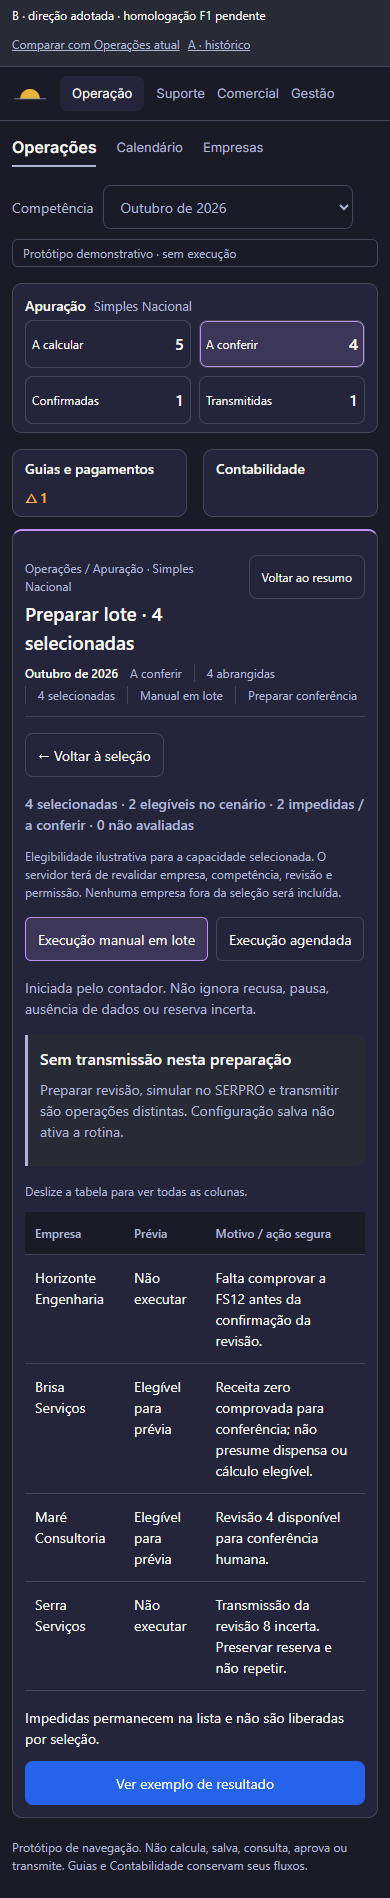 B · direção adotada · homologação F1 pendente
Comparar com Operações atual A · histórico
Operação Suporte Comercial Gestão
Operações Calendário Empresas
Competência Outubro de 2026
Protótipo demonstrativo · sem execução
Apuração Simples Nacional
A calcular 5 A conferir 4
Confirmadas 1 Transmitidas 1
Guias e pagamentos Contabilidade
△ 1
Operações / Apuração · Simples
Nacional
Voltar ao resumo
Preparar lote · 4
selecionadas
Outubro de 2026 A conferir 4 abrangidas
4 selecionadas Manual em lote Preparar conferência
← Voltar à seleção
4 selecionadas · 2 elegíveis no cenário · 2 impedidas /
a conferir · 0 não avaliadas
Elegibilidade ilustrativa para a capacidade selecionada. O
servidor terá de revalidar empresa, competência, revisão e
permissão. Nenhuma empresa fora da seleção será incluída.
Execução manual em lote Execução agendada
Iniciada pelo contador. Não ignora recusa, pausa,
ausência de dados ou reserva incerta.
Sem transmissão nesta preparação
Preparar revisão, simular no SERPRO e transmitir
são operações distintas. Configuração salva não
ativa a rotina.
Deslize a tabela para ver todas as colunas.
Empresa Prévia Motivo / ação segura
Horizonte Não Falta comprovar a
Engenharia executar FS12 antes da
confirmação da
revisão.
Brisa Elegível Receita zero
Serviços para comprovada para
prévia conferência; não
presume dispensa ou
cálculo elegível.
Maré Elegível Revisão 4 disponível
Consultoria para para conferência
prévia humana.
Serra Não Transmissão da
Serviços executar revisão 8 incerta.
Preservar reserva e
não repetir.
Impedidas permanecem na lista e não são liberadas
por seleção.
Ver exemplo de resultado
Protótipo de navegação. Não calcula, salva, consulta, aprova ou
transmite. Guias e Contabilidade conservam seus fluxos.